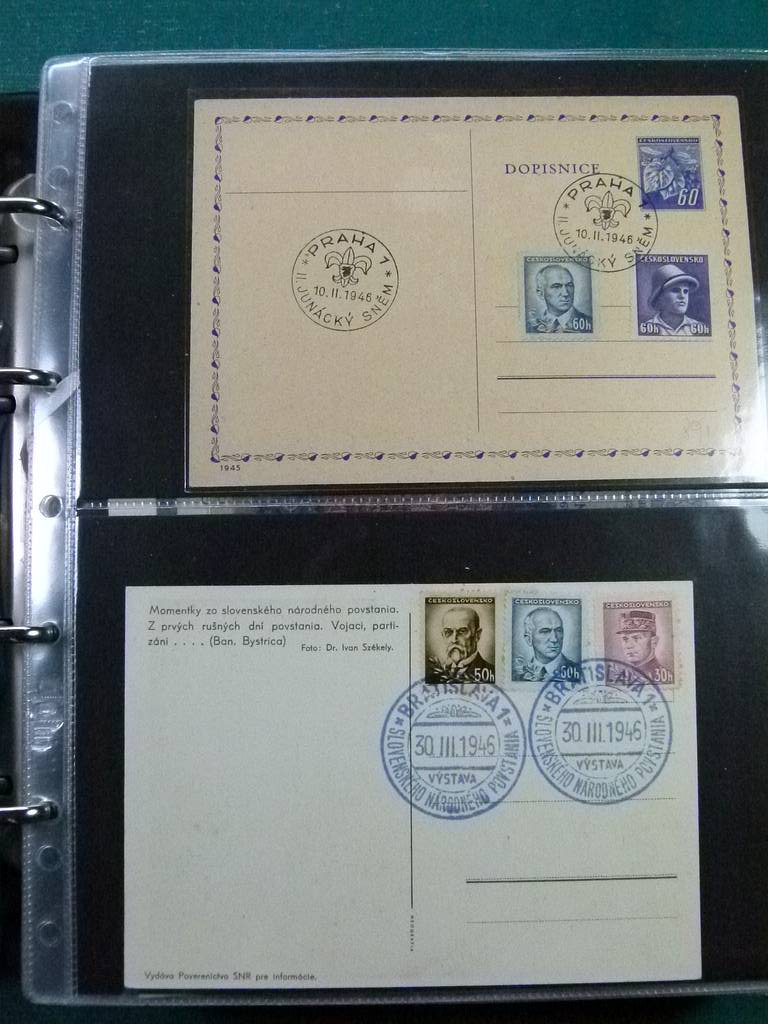 DOPISNICE
ČESKOSLOVENSKO
60
PRAHA 1
10.II.1946
II. JUNÁCKÝ SNĚM
PRAHA 1
10.II.1946
II. JUNÁCKÝ SNĚM
ČESKOSLOVENSKO
60h
ČESKOSLOVENSKO
60h 60h
1945
Momentky zo slovenského národného povstania.
Z prvých rušných dní povstania. Vojaci, parti-
záni . . . . (Ban. Bystrica)
Foto: Dr. Ivan Székely.
ČESKOSLOVENSKO
50h
ČESKOSLOVENSKO
60h
ČESKOSLOVENSKO
30h
BRATISLAVA 1
30.III.1946
VÝSTAVA
SLOVENSKÉHO NÁRODNÉHO POVSTANIA
BRATISLAVA 1
30.III.1946
VÝSTAVA
SLOVENSKÉHO NÁRODNÉHO POVSTANIA
Vydáva Povereníctvo SNR pre informácie.